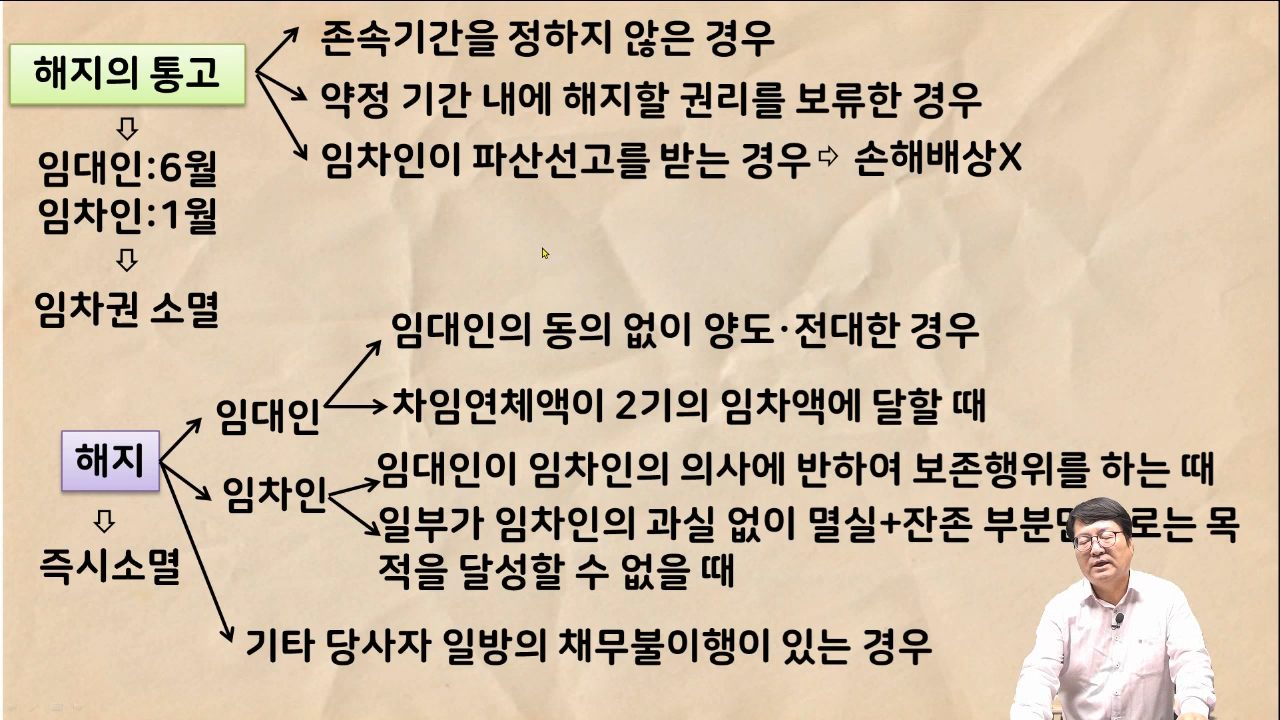 해지의 통고
존속기간을 정하지 않은 경우
약정 기간 내에 해지할 권리를 보류한 경우
임차인이 파산선고를 받는 경우⇨ 손해배상X
임대인:6월
임차인:1월
임차권 소멸
해지
즉시소멸
임대인
임대인의 동의 없이 양도·전대한 경우
차임연체액이 2기의 임차액에 달할 때
임차인
임대인이 임차인의 의사에 반하여 보존행위를 하는 때
일부가 임차인의 과실 없이 멸실+잔존 로는 목
적을 달성할 수 없을 때
기타 당사자 일방의 채무불이행이 있는 경우